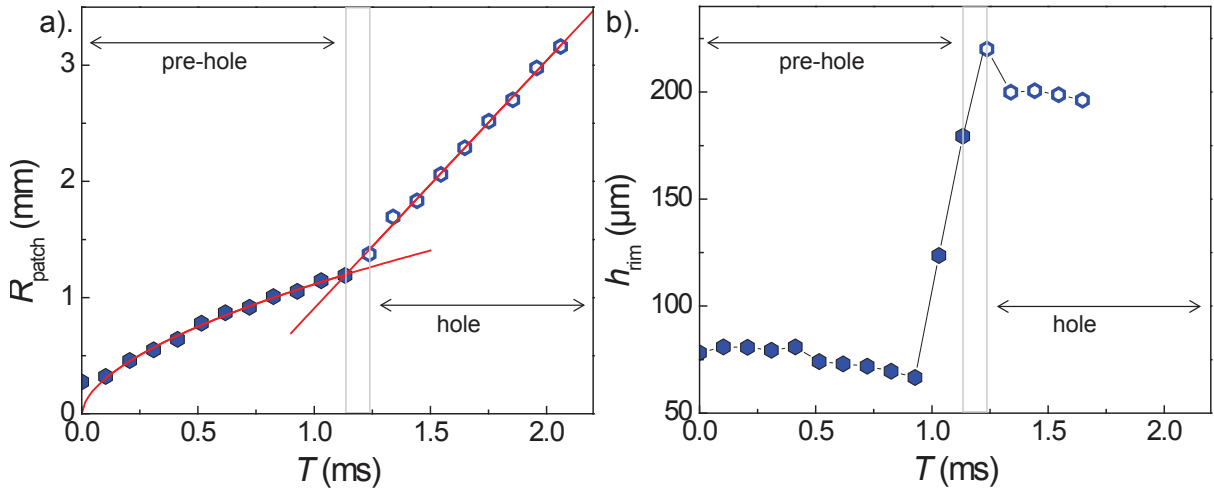 a).
pre-hole
hole
R_patch (mm)
3
2
1
0
0.0 0.5 1.0 1.5 2.0
T (ms)
b).
pre-hole
hole
h_rim (µm)
200
150
100
50
0.0 0.5 1.0 1.5 2.0
T (ms)